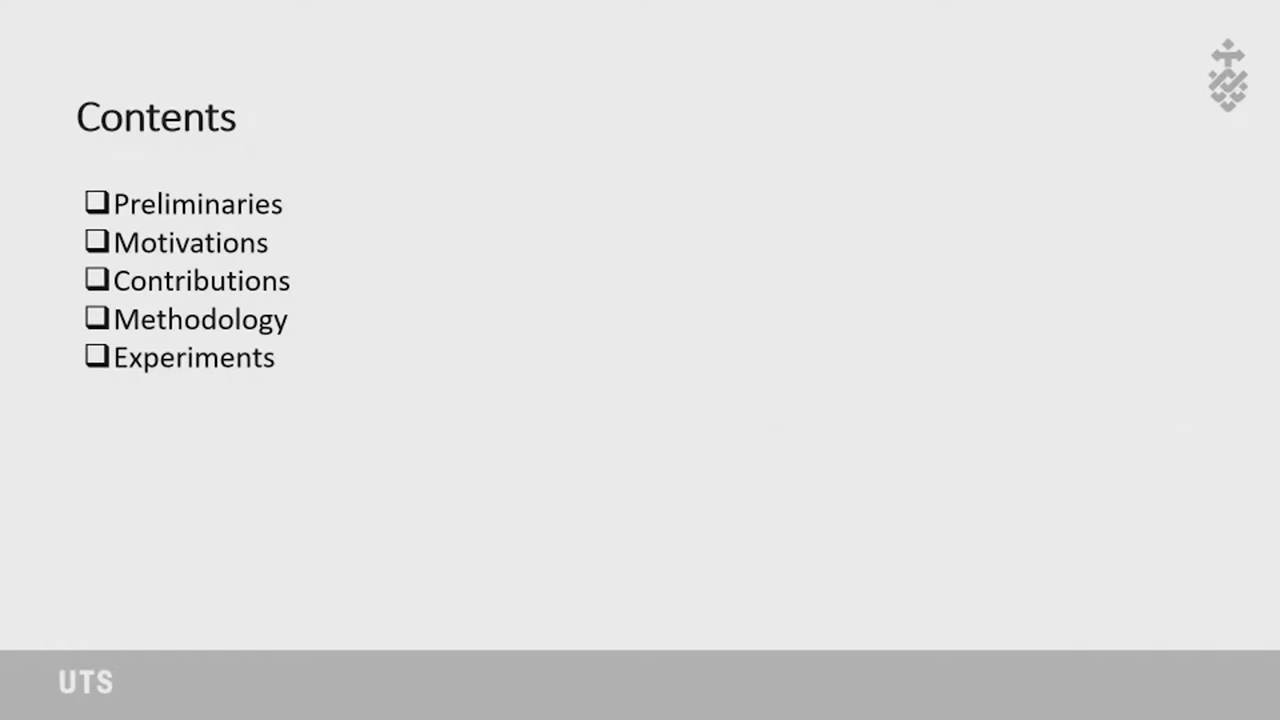 Contents
❑Preliminaries
❑Motivations
❑Contributions
❑Methodology
❑Experiments
UTS